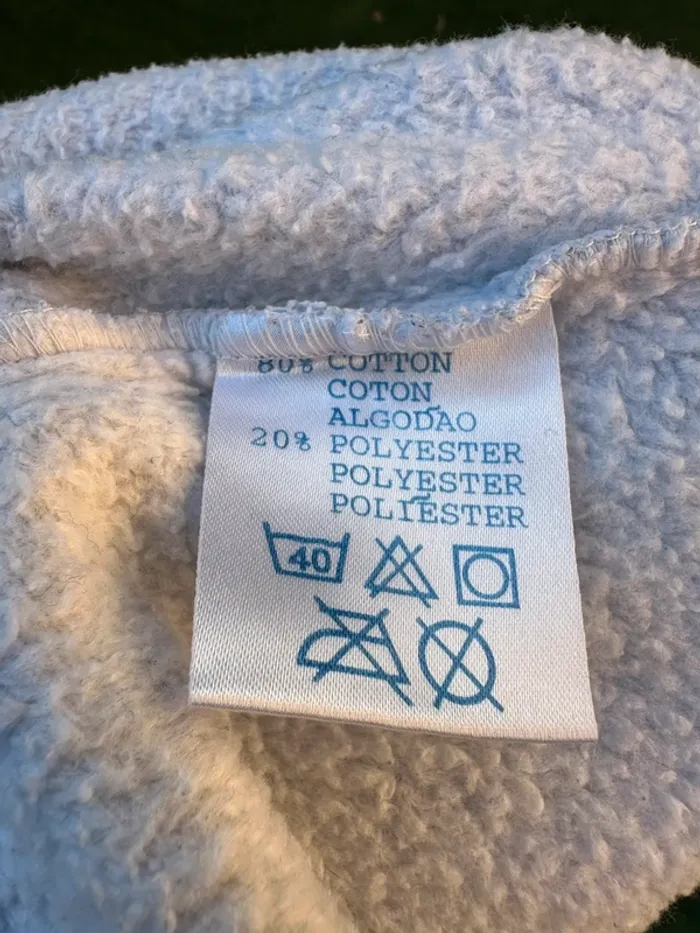 80% COTTON
COTON
ALGODÃO
20% POLYESTER
POLYESTER
POLIÉSTER
40